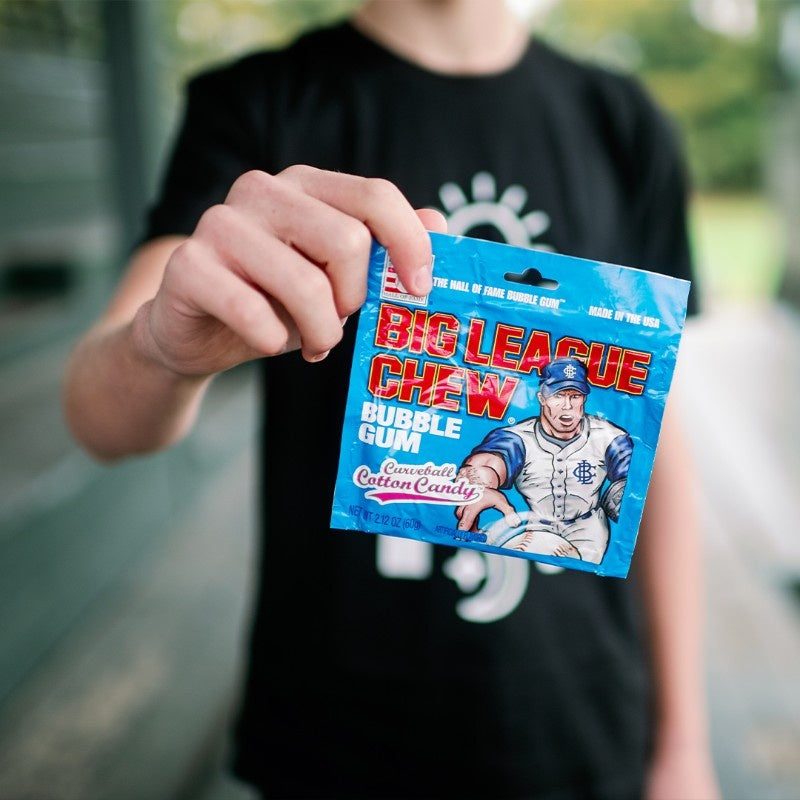 THE HALL OF FAME BUBBLE GUM™
MADE IN THE USA
BIG LEAGUE
CHEW®
BUBBLE
GUM
Curveball
Cotton Candy™
NET WT 2.12 OZ (60g)